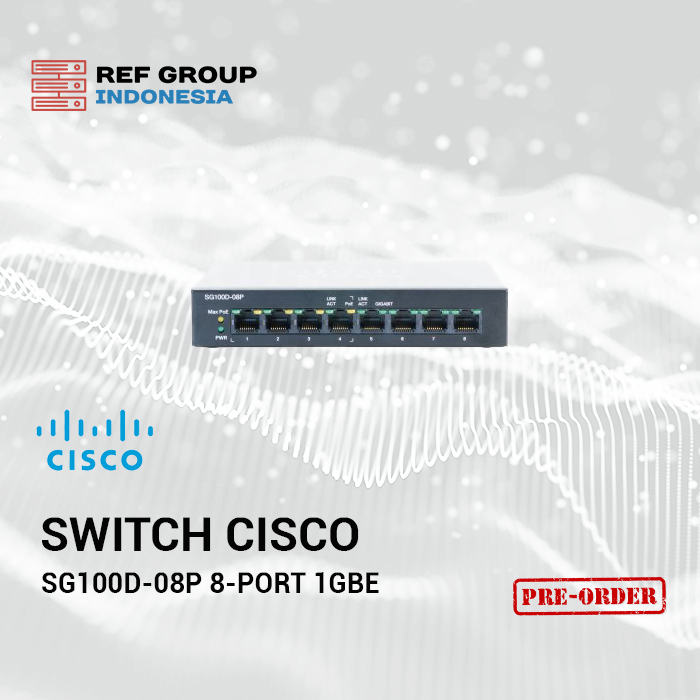 REF GROUP
INDONESIA
SG100D-08P
LINK
ACT
PoE
LINK
ACT
GIGABIT
Max PoE
PWR
1 2 3 4 5 6 7 8
CISCO
SWITCH CISCO
SG100D-08P 8-PORT 1GBE
PRE-ORDER